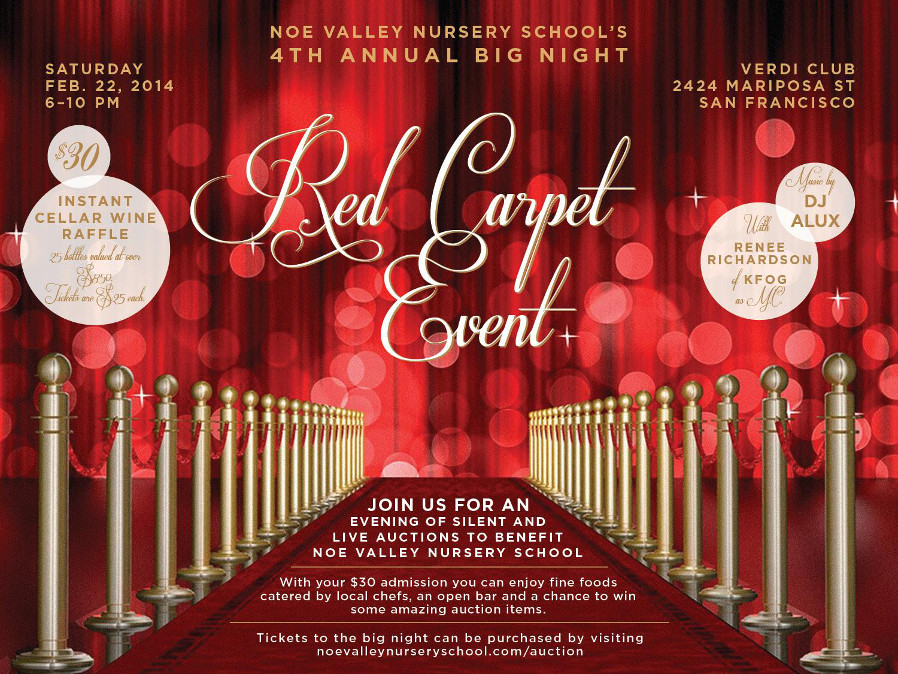 NOE VALLEY NURSERY SCHOOL'S
4TH ANNUAL BIG NIGHT
SATURDAY
FEB. 22, 2014
6–10 PM
VERDI CLUB
2424 MARIPOSA ST
SAN FRANCISCO
$30
INSTANT
CELLAR WINE
RAFFLE
25 bottles valued at over
Tickets are $25 each.
Red Carpet
Event
Music by
DJ
ALUX
With
RENEE
RICHARDSON
of KFOG
as MC
JOIN US FOR AN
EVENING OF SILENT AND
LIVE AUCTIONS TO BENEFIT
NOE VALLEY NURSERY SCHOOL
With your $30 admission you can enjoy fine foods
catered by local chefs, an open bar and a chance to win
some amazing auction items.
Tickets to the big night can be purchased by visiting
noevalleynurseryschool.com/auction